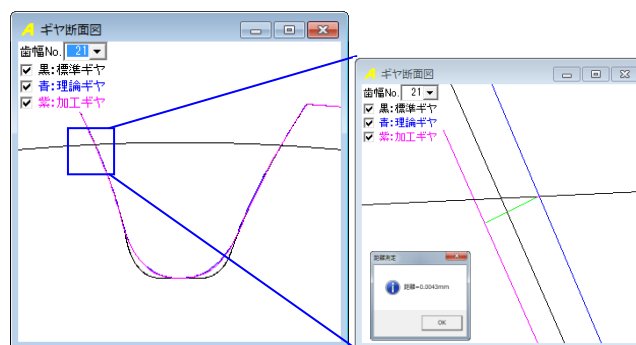 ギヤ断面図
歯幅No. 21
黒:標準ギヤ
青:理論ギヤ
紫:加工ギヤ
ギヤ断面図
歯幅No. 21
黒:標準ギヤ
青:理論ギヤ
紫:加工ギヤ
距離測定
距離=0.0043mm
OK